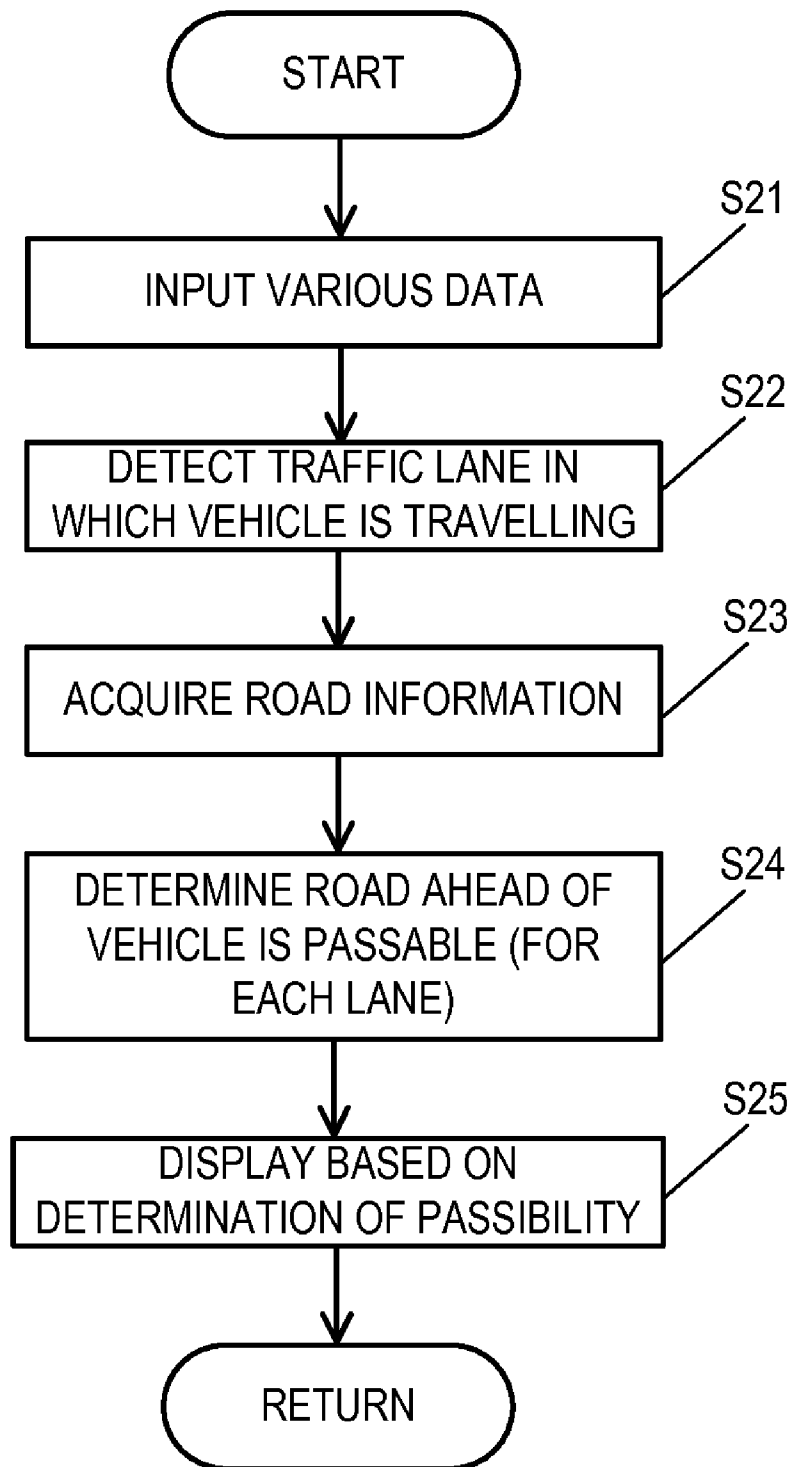 START
S21
INPUT VARIOUS DATA
S22
DETECT TRAFFIC LANE IN
WHICH VEHICLE IS TRAVELLING
S23
ACQUIRE ROAD INFORMATION
S24
DETERMINE ROAD AHEAD OF
VEHICLE IS PASSABLE (FOR
EACH LANE)
S25
DISPLAY BASED ON
DETERMINATION OF PASSIBILITY
RETURN